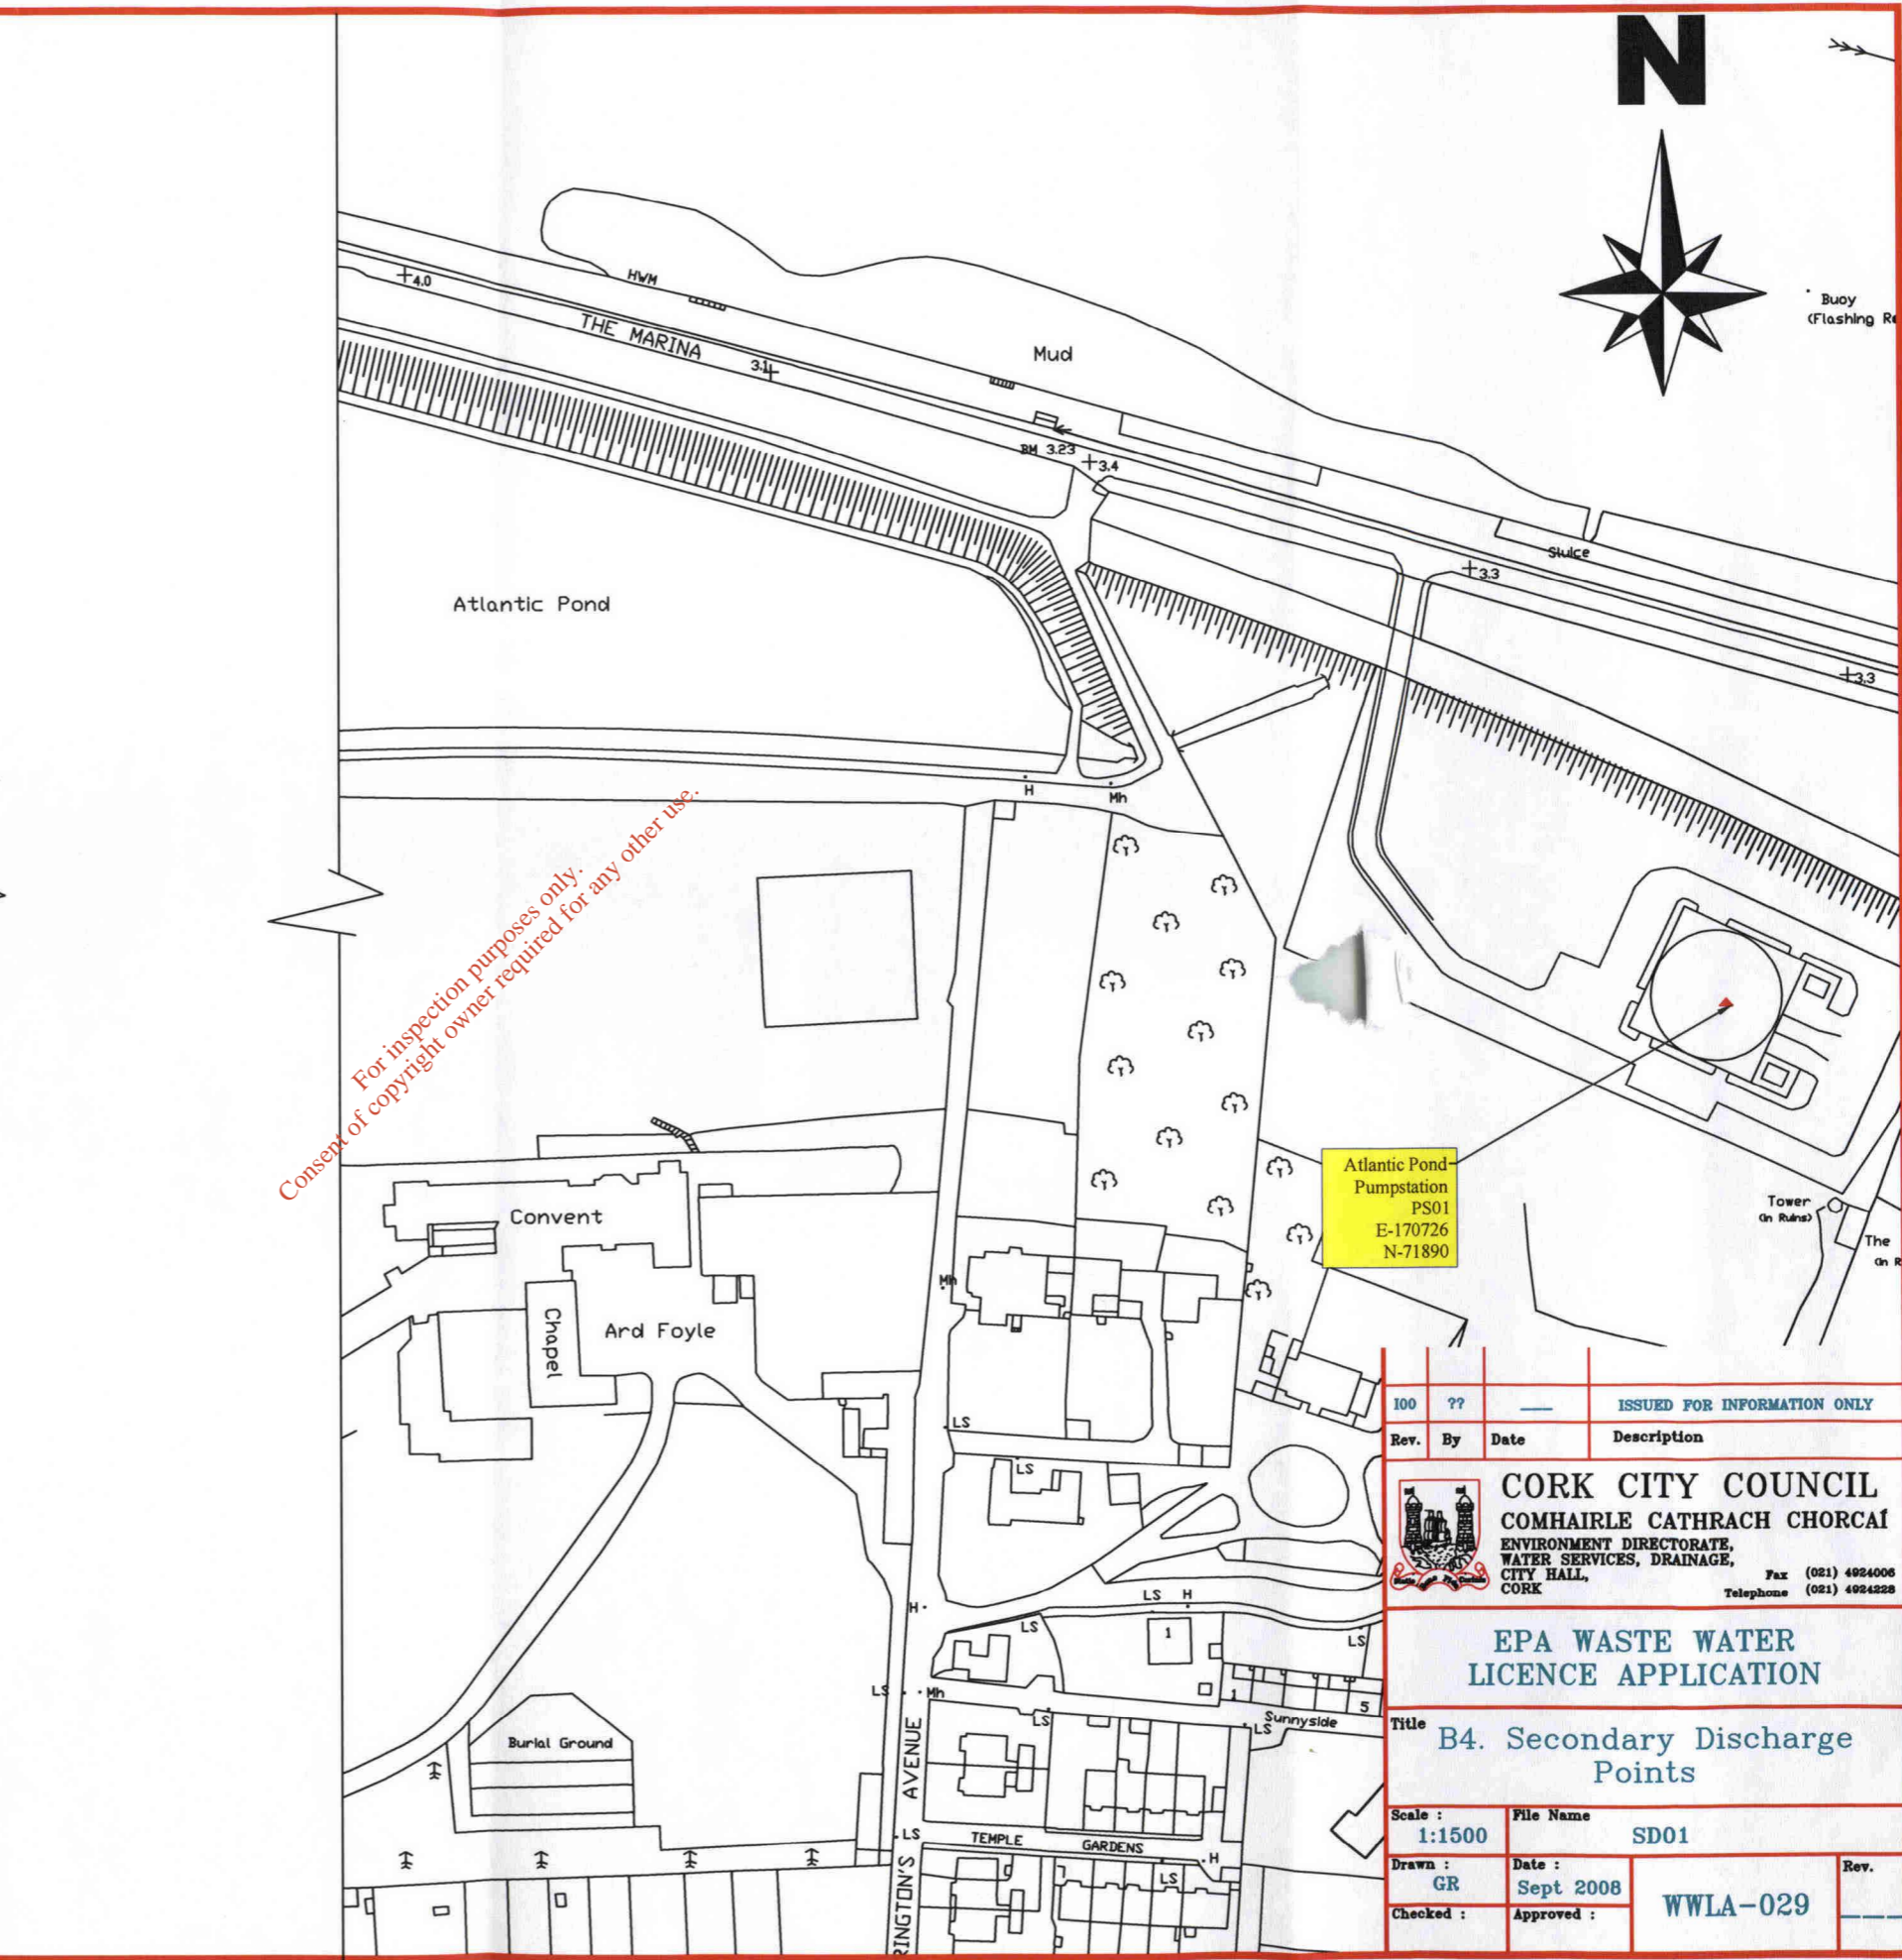 N
Buoy
(Flashing
HWM
4.0
THE MARINA
3.1
Mud
BM 3.23
3.4
Sluice
3.3
3.3
Atlantic Pond
H
Mh
For inspection purposes only.
Consent of copyright owner required for any other use.
Atlantic Pond
Pumpstation
PS01
E-170726
N-71890
Tower
(In Ruins)
The
(In
Convent
Chapel
Ard Foyle
Mh
LS
LS
LS H
H
LS
1
LS
LS
Mh
1
5
LS
LS
Sunnyside
Burial Ground
AVENUE
LS
TEMPLE GARDENS
H
LS
RINGTON'S
100 ?? ISSUED FOR INFORMATION ONLY
Rev. By Date Description
CORK CITY COUNCIL
COMHAIRLE CATHRACH CHORCAÍ
ENVIRONMENT DIRECTORATE,
WATER SERVICES, DRAINAGE,
CITY HALL,
CORK
Fax (021) 4924006
Telephone (021) 4924228
EPA WASTE WATER
LICENCE APPLICATION
Title
B4. Secondary Discharge
Points
Scale :
1:1500
File Name
SD01
Drawn :
GR
Date :
Sept 2008
WWLA-029
Rev.
Checked :
Approved :